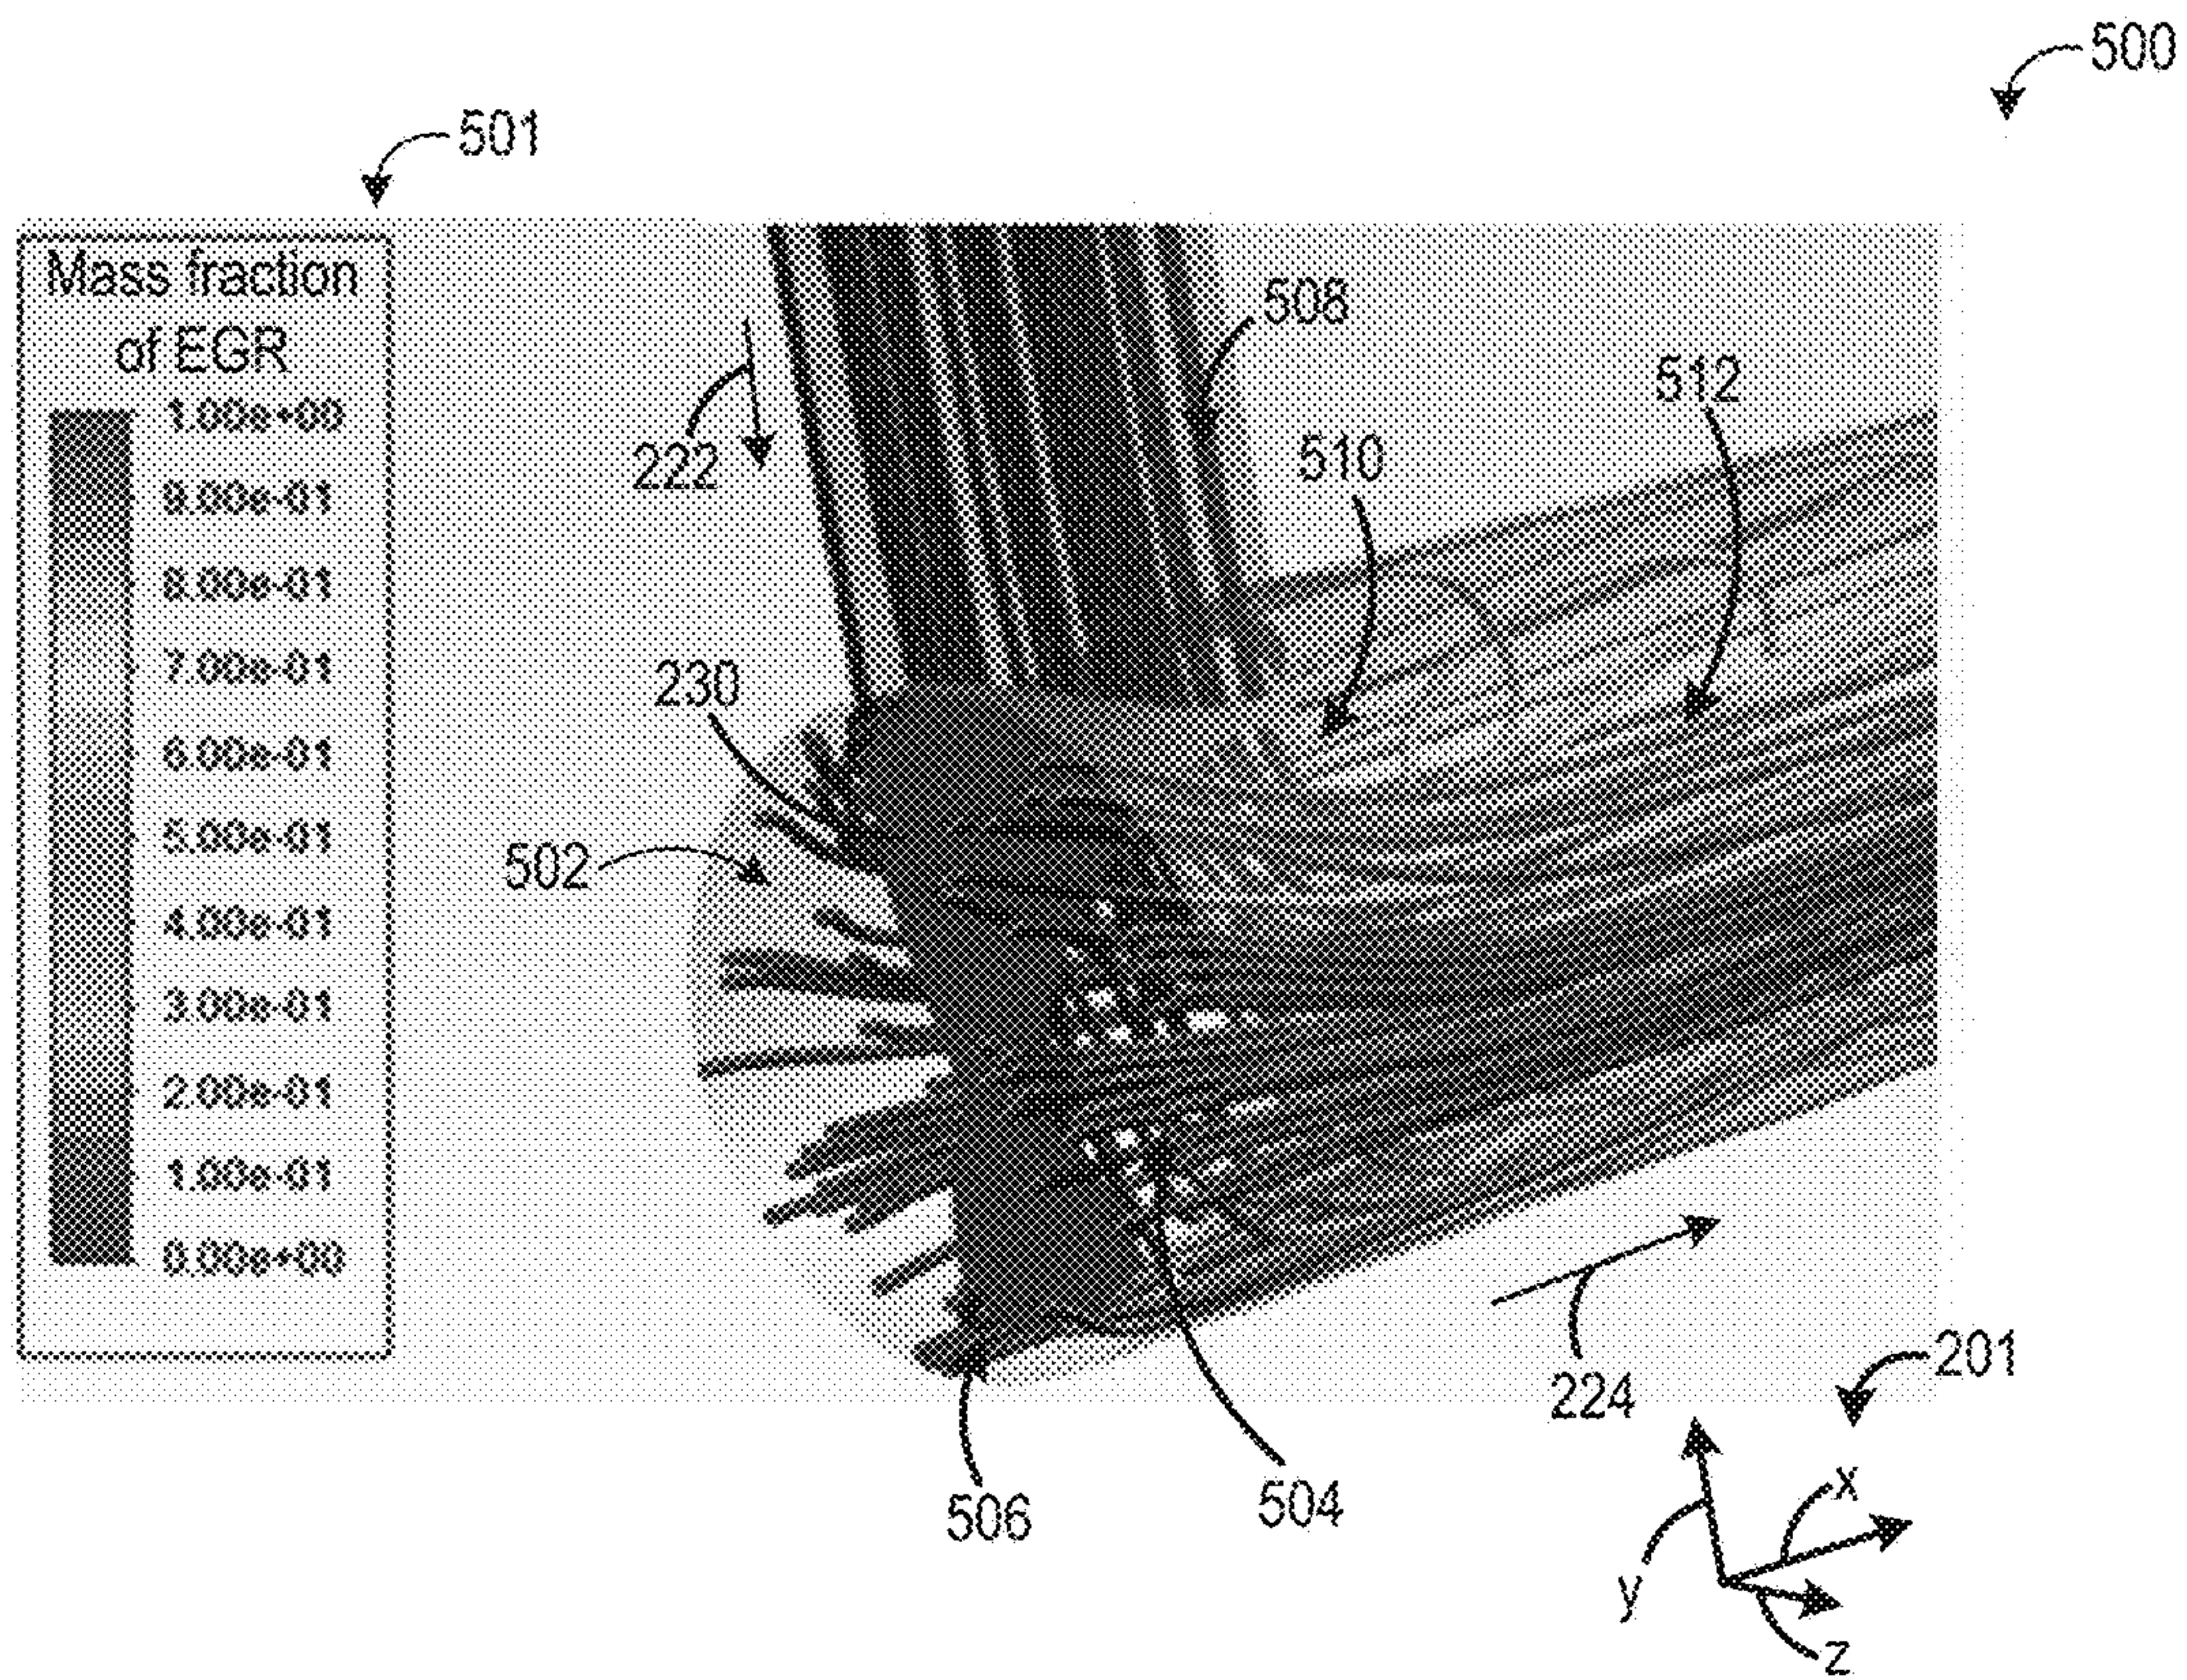 500
501
Mass fraction
of EGR
1.00e+00
9.00e-01
8.00e-01
7.00e-01
6.00e-01
5.00e-01
4.00e-01
3.00e-01
2.00e-01
1.00e-01
0.00e+00
508
512
222
510
230
502
224
201
506
504
x
y
z